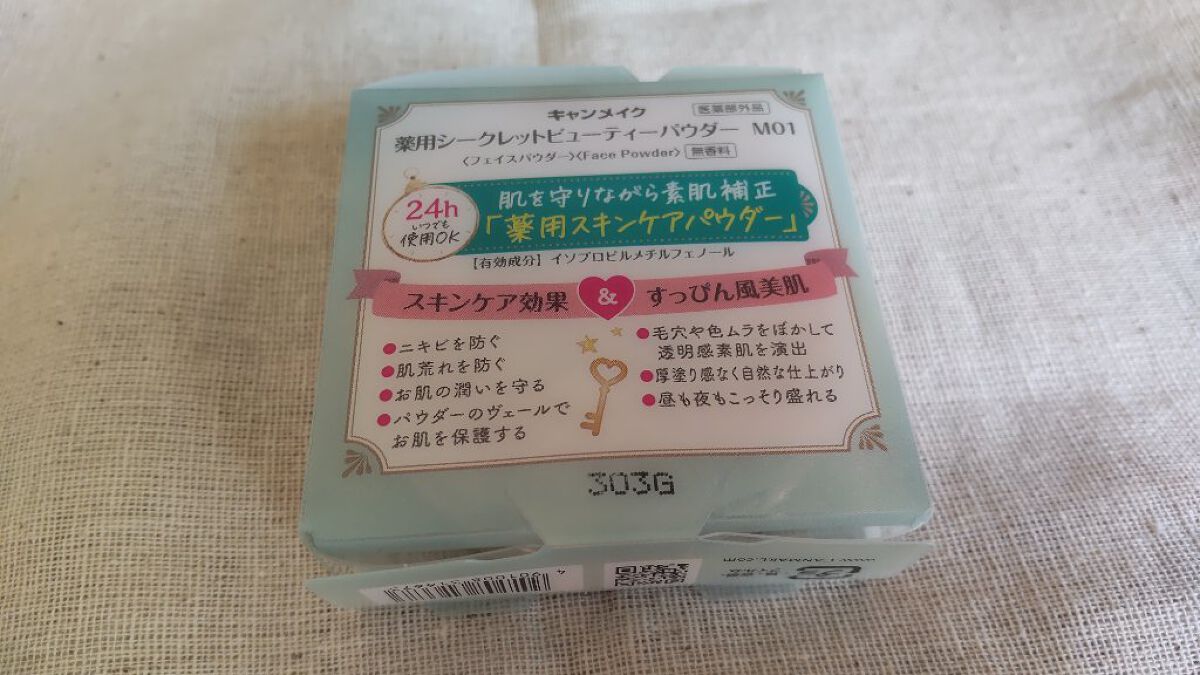 キャンメイク 医薬部外品
薬用シークレットビューティーパウダー M01
〈フェイスパウダー〉〈Face Powder〉 無香料
24h
いつでも
使用OK
肌を守りながら素肌補正
「薬用スキンケアパウダー」
【有効成分】イソプロピルメチルフェノール
スキンケア効果 & すっぴん風美肌
●ニキビを防ぐ
●肌荒れを防ぐ
●お肌の潤いを守る
●パウダーのヴェールで
お肌を保護する
●毛穴や色ムラをぼかして
透明感素肌を演出
●厚塗り感なく自然な仕上がり
●昼も夜もこっそり盛れる
303G